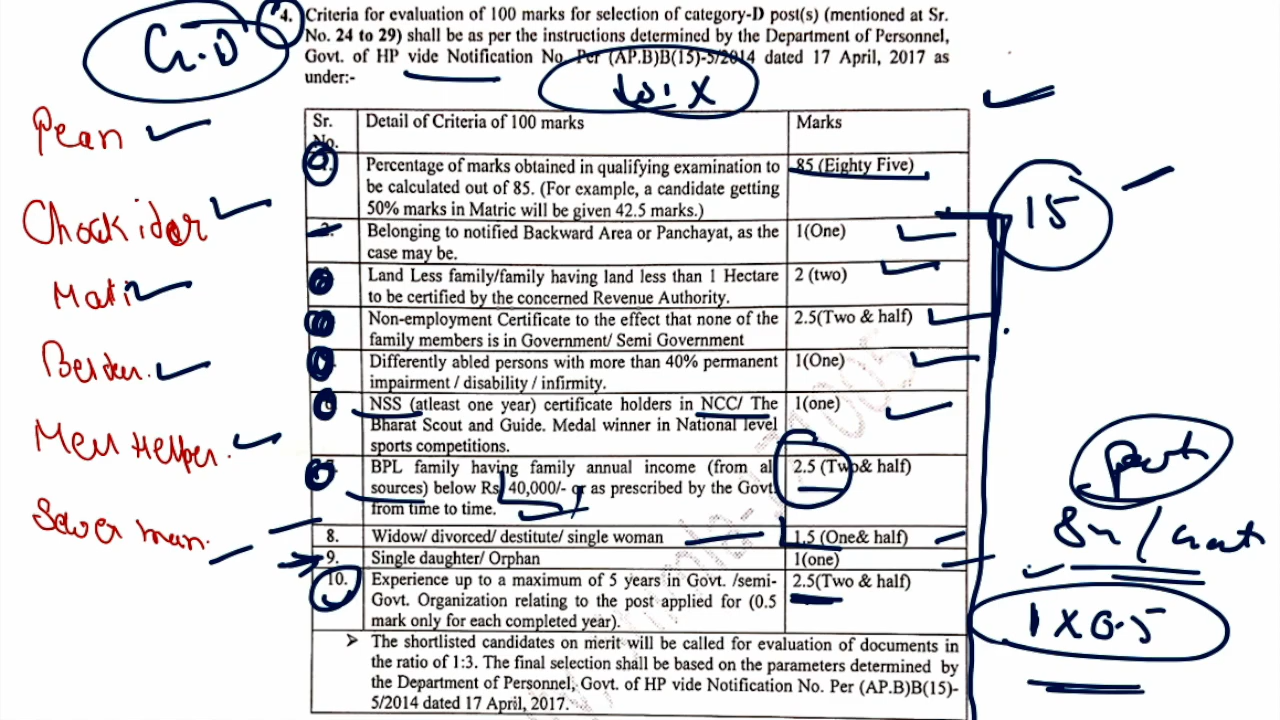 G.D
4. Criteria for evaluation of 100 marks for selection of category-D post(s) (mentioned at Sr.
No. 24 to 29) shall be as per the instructions determined by the Department of Personnel,
Govt. of HP vide Notification No. Per (AP.B)B(15)-5/2014 dated 17 April, 2017 as
under:-
Sr. No. Detail of Criteria of 100 marks Marks
1. Percentage of marks obtained in qualifying examination to 85 (Eighty Five)
be calculated out of 85. (For example, a candidate getting
50% marks in Matric will be given 42.5 marks.)
Belonging to notified Backward Area or Panchayat, as the 1(One)
case may be.
Land Less family/family having land less than 1 Hectare 2 (two)
to be certified by the concerned Revenue Authority.
Non-employment Certificate to the effect that none of the 2.5(Two & half)
family members is in Government/ Semi Government
Differently abled persons with more than 40% permanent 1(One)
impairment / disability / infirmity.
NSS (atleast one year) certificate holders in NCC/ The 1(one)
Bharat Scout and Guide. Medal winner in National level
sports competitions.
BPL family having family annual income (from all 2.5 (Two& half)
sources) below Rs 40,000/- or as prescribed by the Govt.
from time to time.
8. Widow/ divorced/ destitute/ single woman 1.5 (One& half)
9. Single daughter/ Orphan 1(one)
10. Experience up to a maximum of 5 years in Govt. /semi- 2.5(Two & half)
Govt. Organization relating to the post applied for (0.5
mark only for each completed year).
➢ The shortlisted candidates on merit will be called for evaluation of documents in
the ratio of 1:3. The final selection shall be based on the parameters determined by
the Department of Personnel, Govt. of HP vide Notification No. Per (AP.B)B(15)-
5/2014 dated 17 April, 2017.
Pean
Chockidar
Mali
Beldar.
Mess Helper.
Sewer man.
15
1 X 0.5